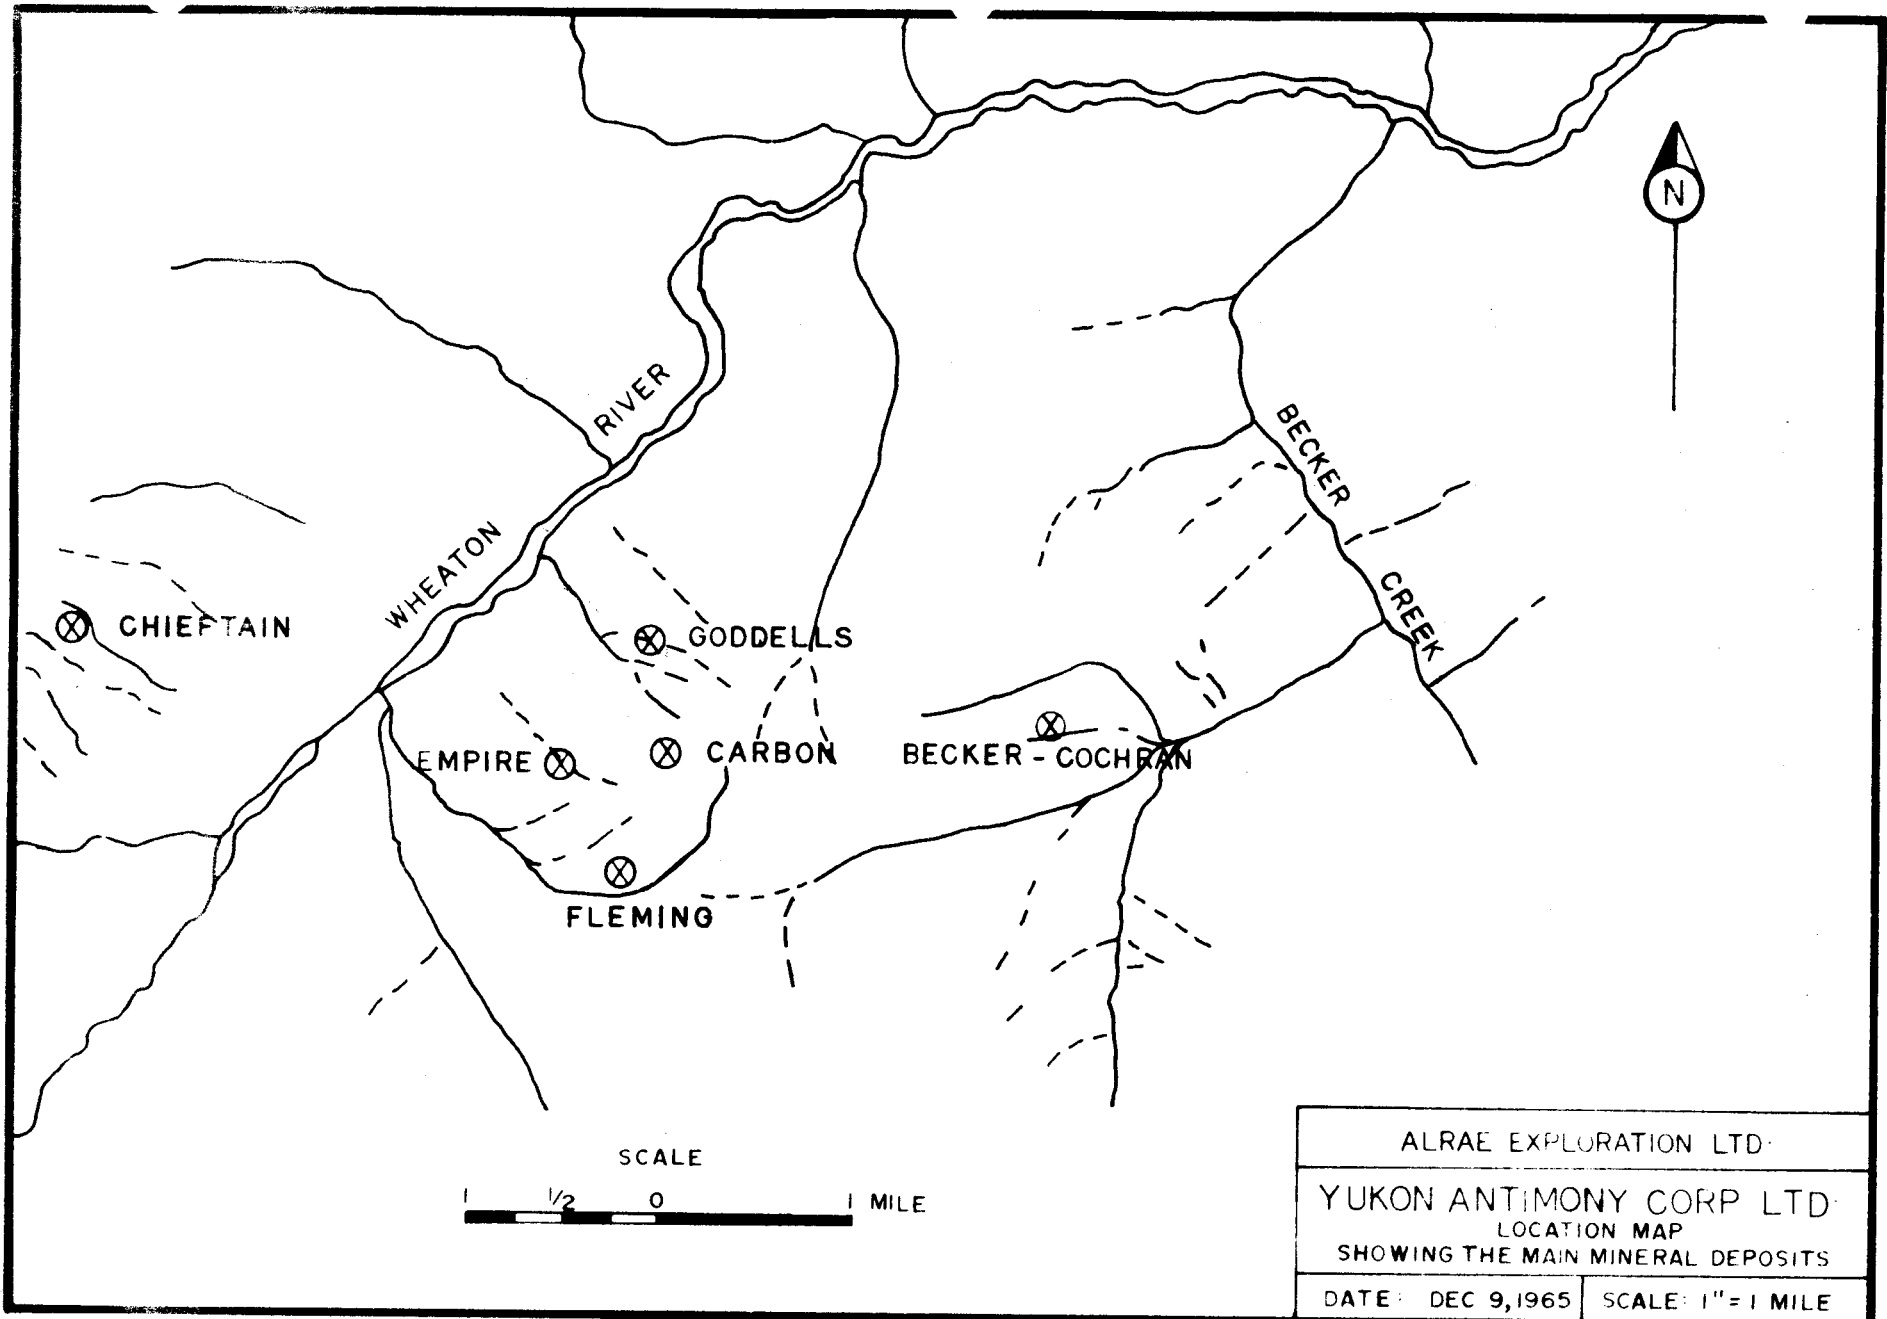 N
RIVER
WHEATON
BECKER
CREEK
CHIEFTAIN
GODDELLS
EMPIRE
CARBON
BECKER - COCHRAN
FLEMING
SCALE
1 1/2 0 1 MILE
ALRAE EXPLORATION LTD.
YUKON ANTIMONY CORP LTD.
LOCATION MAP
SHOWING THE MAIN MINERAL DEPOSITS
DATE: DEC 9, 1965
SCALE: 1" = 1 MILE